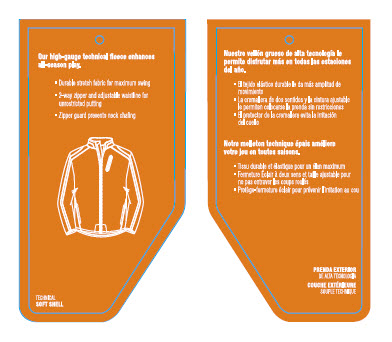 Our high-gauge technical fleece enhances
all-season play.
• Durable stretch fabric for maximum swing
• 2-way zipper and adjustable waistline for
unrestricted putting
• Zipper guard prevents neck chafing
TECHNICAL
SOFT SHELL
Nuestro vellón grueso de alta tecnología le
permite disfrutar más en todas las estaciones
del año.
• El tejido elástico durable le da más amplitud de
movimiento
• La cremallera de dos sentidos y la cintura ajustable
le permiten colocarse la prenda sin restricciones
• El protector de la cremallera evita la irritación
del cuello
Notre molleton technique épais améliore
votre jeu en toutes saisons.
• Tissu durable et élastique pour un élan maximum
• Fermeture Éclair à deux sens et taille ajustable pour
ne pas entraver les coups roulés
• Protège-fermeture éclair pour prévenir l'irritation au cou
PRENDA EXTERIOR
DE ALTA TECNOLOGÍA
COUCHE EXTÉRIEURE
SOUPLE TECHNIQUE